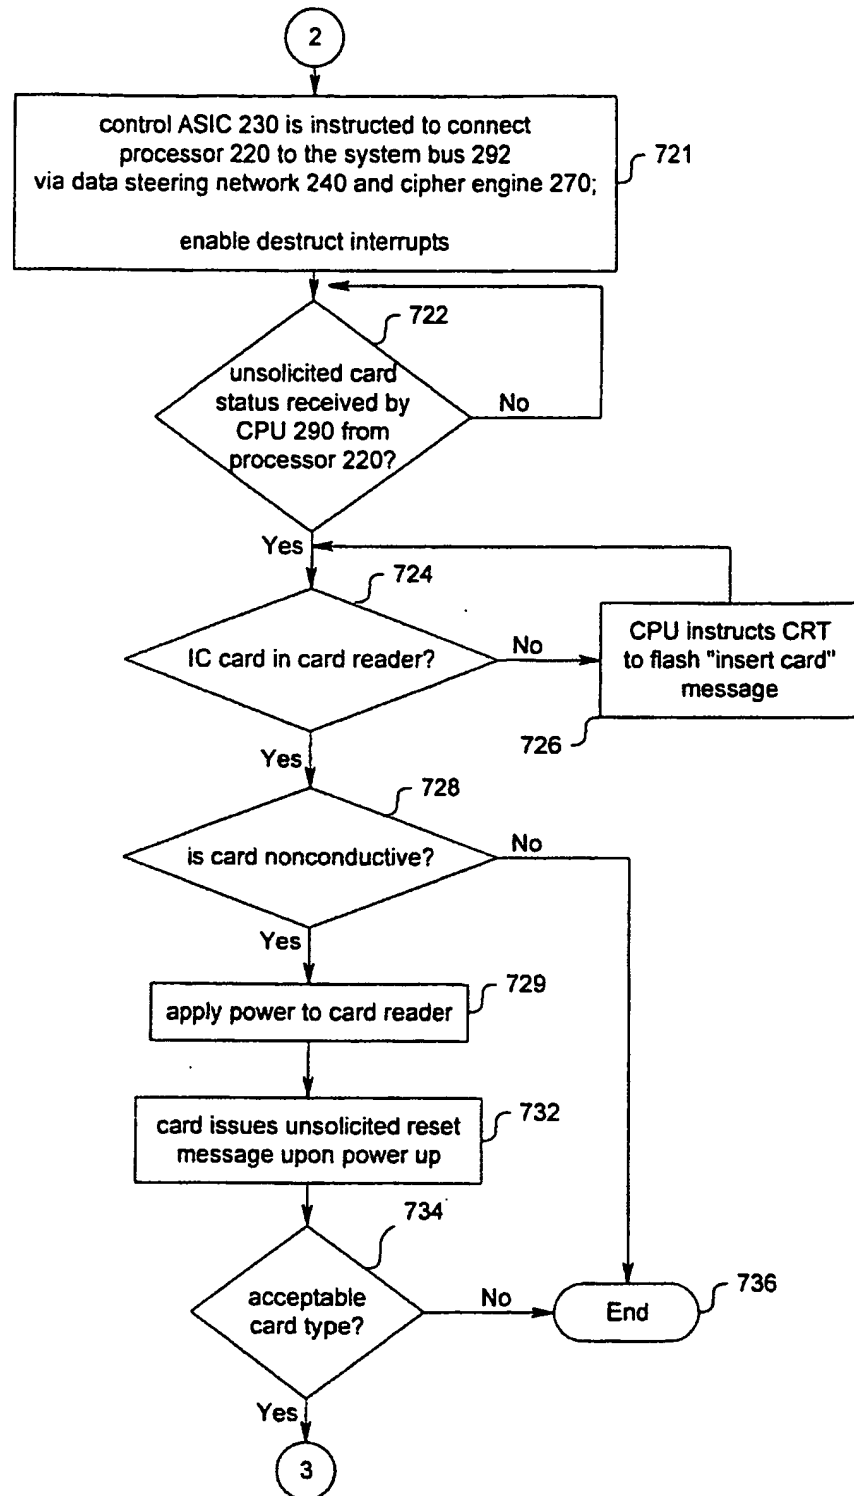 2
control ASIC 230 is instructed to connect
processor 220 to the system bus 292
via data steering network 240 and cipher engine 270;
enable destruct interrupts
721
722
unsolicited card
status received by
CPU 290 from
processor 220?
No
Yes
724
IC card in card reader?
No
CPU instructs CRT
to flash "insert card"
message
726
Yes
728
is card nonconductive?
No
Yes
729
apply power to card reader
732
card issues unsolicited reset
message upon power up
734
acceptable
card type?
No
End
736
Yes
3